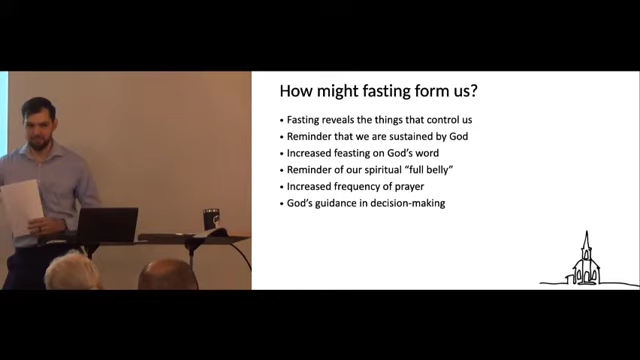 How might fasting form us?
• Fasting reveals the things that control us
• Reminder that we are sustained by God
• Increased feasting on God's word
• Reminder of our spiritual “full belly”
• Increased frequency of prayer
• God's guidance in decision-making